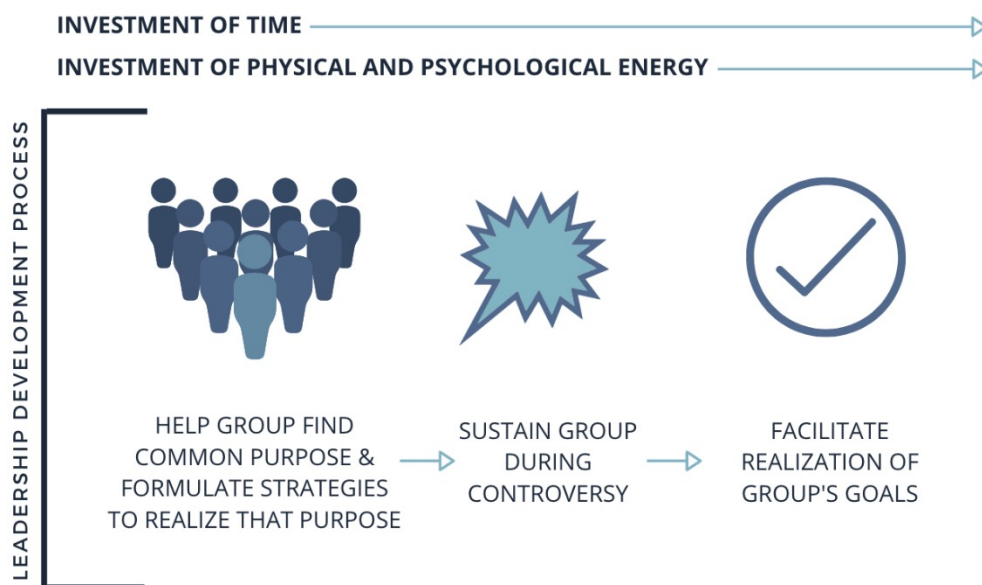 INVESTMENT OF TIME
INVESTMENT OF PHYSICAL AND PSYCHOLOGICAL ENERGY
LEADERSHIP DEVELOPMENT PROCESS
HELP GROUP FIND
COMMON PURPOSE &
FORMULATE STRATEGIES
TO REALIZE THAT PURPOSE
SUSTAIN GROUP
DURING
CONTROVERSY
FACILITATE
REALIZATION OF
GROUP'S GOALS